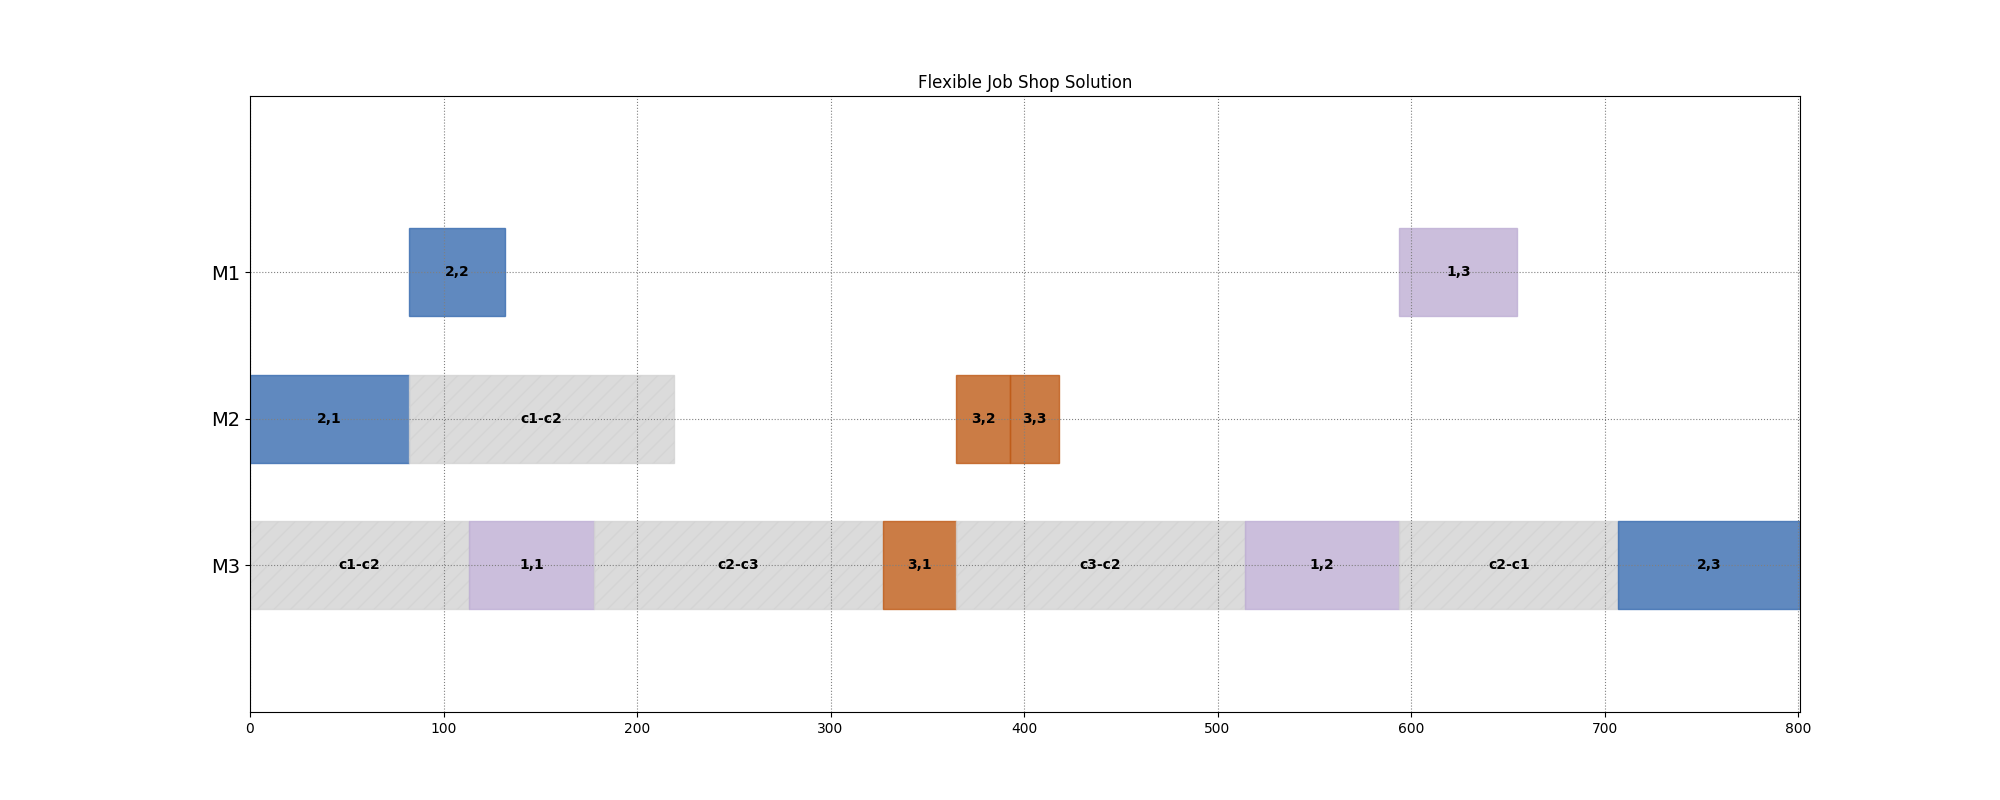 Flexible Job Shop Solution
M1
2,2
1,3
M2
2,1
c1-c2
3,2
3,3
M3
c1-c2
1,1
c2-c3
3,1
c3-c2
1,2
c2-c1
2,3
0
100
200
300
400
500
600
700
800